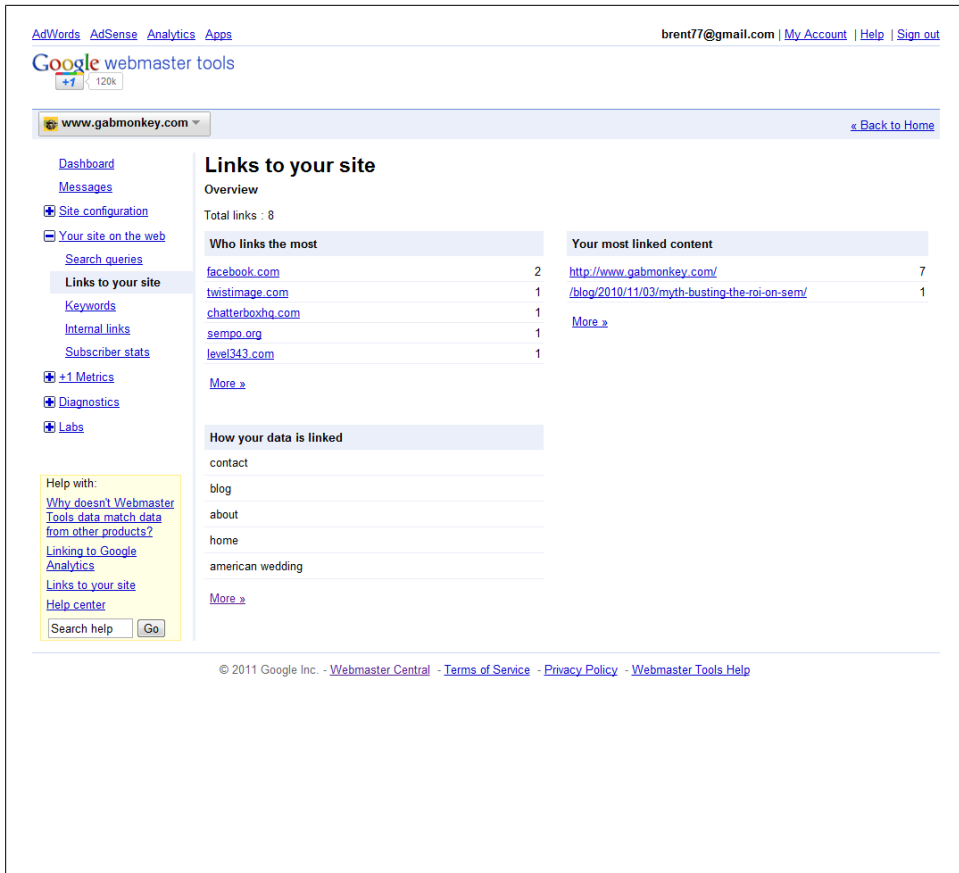 AdWords AdSense Analytics Apps
brent77@gmail.com | My Account | Help | Sign out
Google webmaster tools
+1 120k
www.gabmonkey.com
« Back to Home
Dashboard
Messages
Site configuration
Your site on the web
Search queries
Links to your site
Keywords
Internal links
Subscriber stats
+1 Metrics
Diagnostics
Labs
Help with:
Why doesn't Webmaster
Tools data match data
from other products?
Linking to Google
Analytics
Links to your site
Help center
Search help Go
Links to your site
Overview
Total links : 8
Who links the most
facebook.com 2
twistimage.com 1
chatterboxhq.com 1
sempo.org 1
level343.com 1
More »
Your most linked content
http://www.gabmonkey.com/ 7
/blog/2010/11/03/myth-busting-the-roi-on-sem/ 1
More »
How your data is linked
contact
blog
about
home
american wedding
More »
© 2011 Google Inc. - Webmaster Central - Terms of Service - Privacy Policy - Webmaster Tools Help